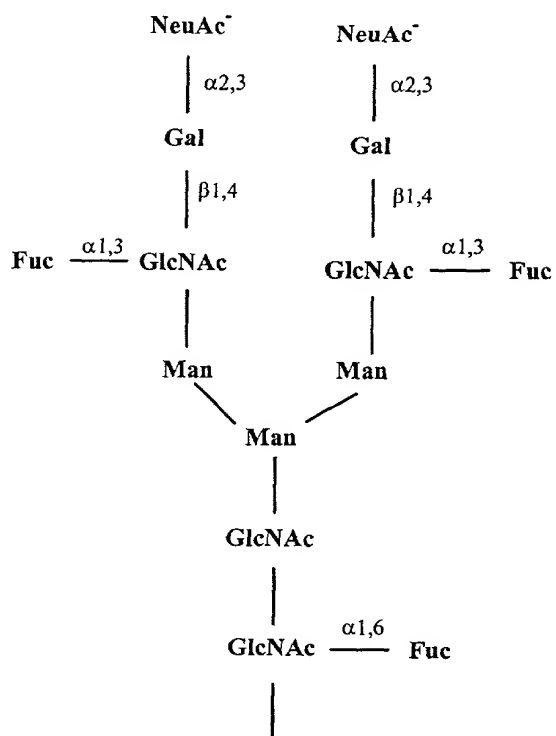 NeuAc⁻ NeuAc⁻
α2,3 α2,3
Gal Gal
β1,4 β1,4
Fuc α1,3 GlcNAc GlcNAc α1,3 Fuc
Man Man
Man
GlcNAc
GlcNAc α1,6 Fuc